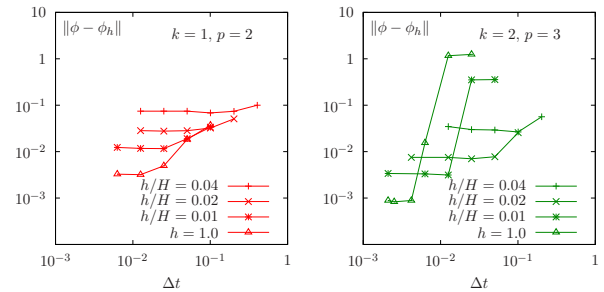 10
1
10⁻¹
10⁻²
10⁻³
10⁻³ 10⁻² 10⁻¹ 1
Δt
‖ϕ − ϕₕ‖
k = 1, p = 2
h/H = 0.04
h/H = 0.02
h/H = 0.01
h = 1.0
10
1
10⁻¹
10⁻²
10⁻³
10⁻³ 10⁻² 10⁻¹ 1
Δt
‖ϕ − ϕₕ‖
k = 2, p = 3
h/H = 0.04
h/H = 0.02
h/H = 0.01
h = 1.0